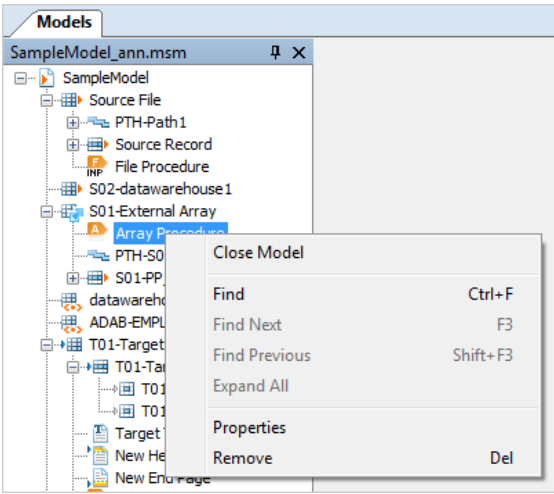 Models
SampleModel_ann.msm
SampleModel
Source File
PTH-Path1
Source Record
F
INP
File Procedure
S02-datawarehouse1
S01-External Array
A
Array Procedure
PTH-S0
S01-PP_
datawareho
ADAB-EMPL
T01-Target
T01-Tar
T01
T01
Target
New He
New End Page
Close Model
Find Ctrl+F
Find Next F3
Find Previous Shift+F3
Expand All
Properties
Remove Del